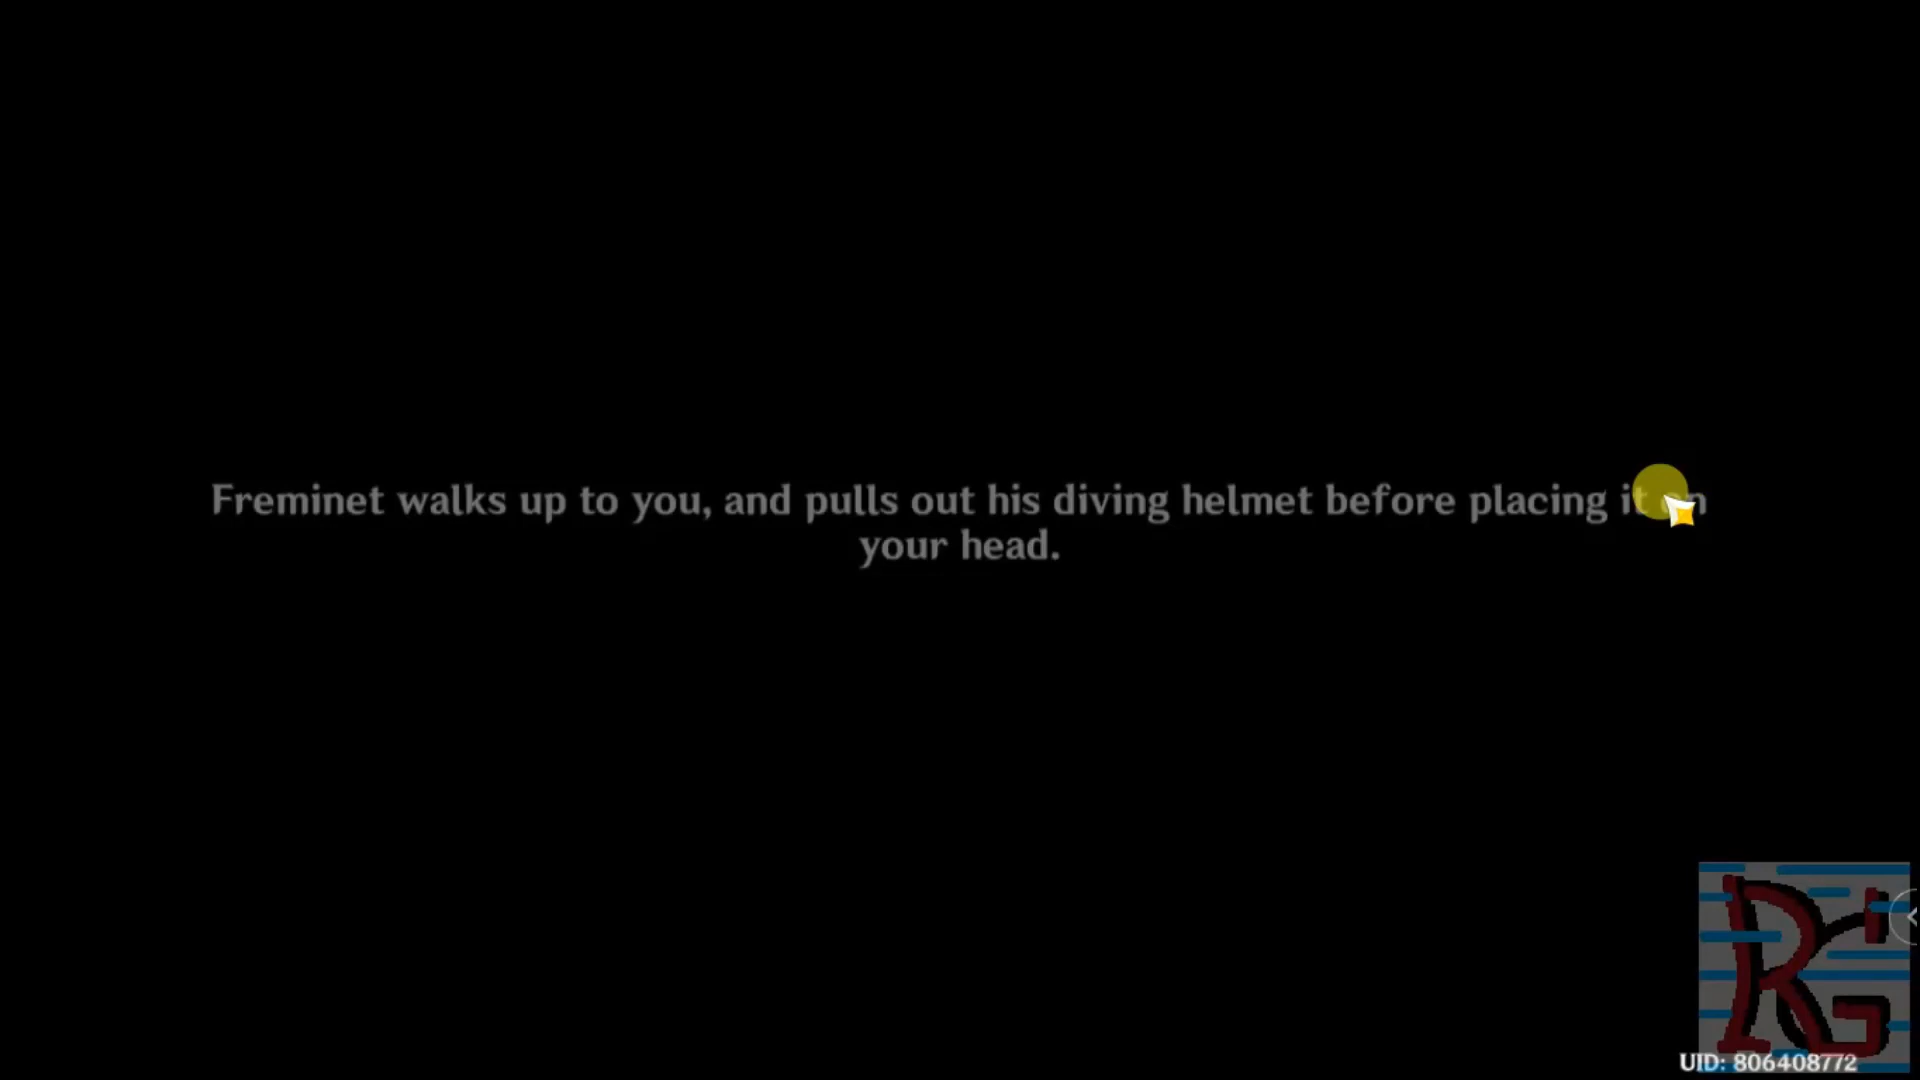 Freminet walks up to you, and pulls out his diving helmet before placing it on
your head.
RG
UID: 806408772